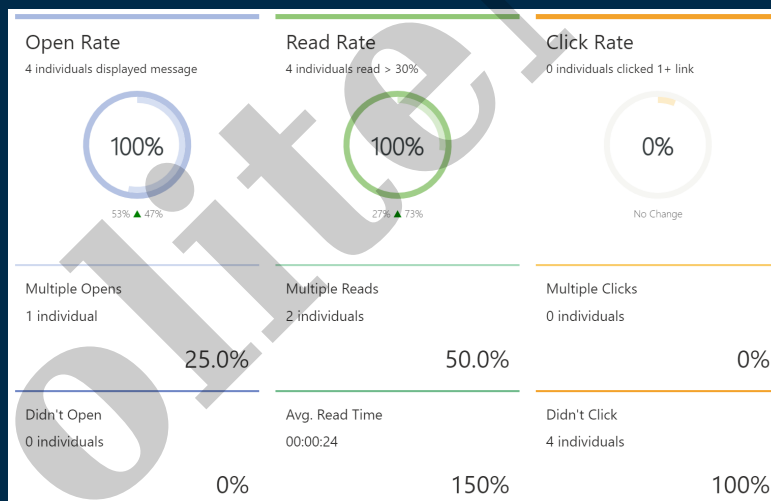 Open Rate
4 individuals displayed message
100%
53% ▲ 47%
Read Rate
4 individuals read > 30%
100%
27% ▲ 73%
Click Rate
0 individuals clicked 1+ link
0%
No Change
Multiple Opens
1 individual
25.0%
Multiple Reads
2 individuals
50.0%
Multiple Clicks
0 individuals
0%
Didn't Open
0 individuals
0%
Avg. Read Time
00:00:24
150%
Didn't Click
4 individuals
100%